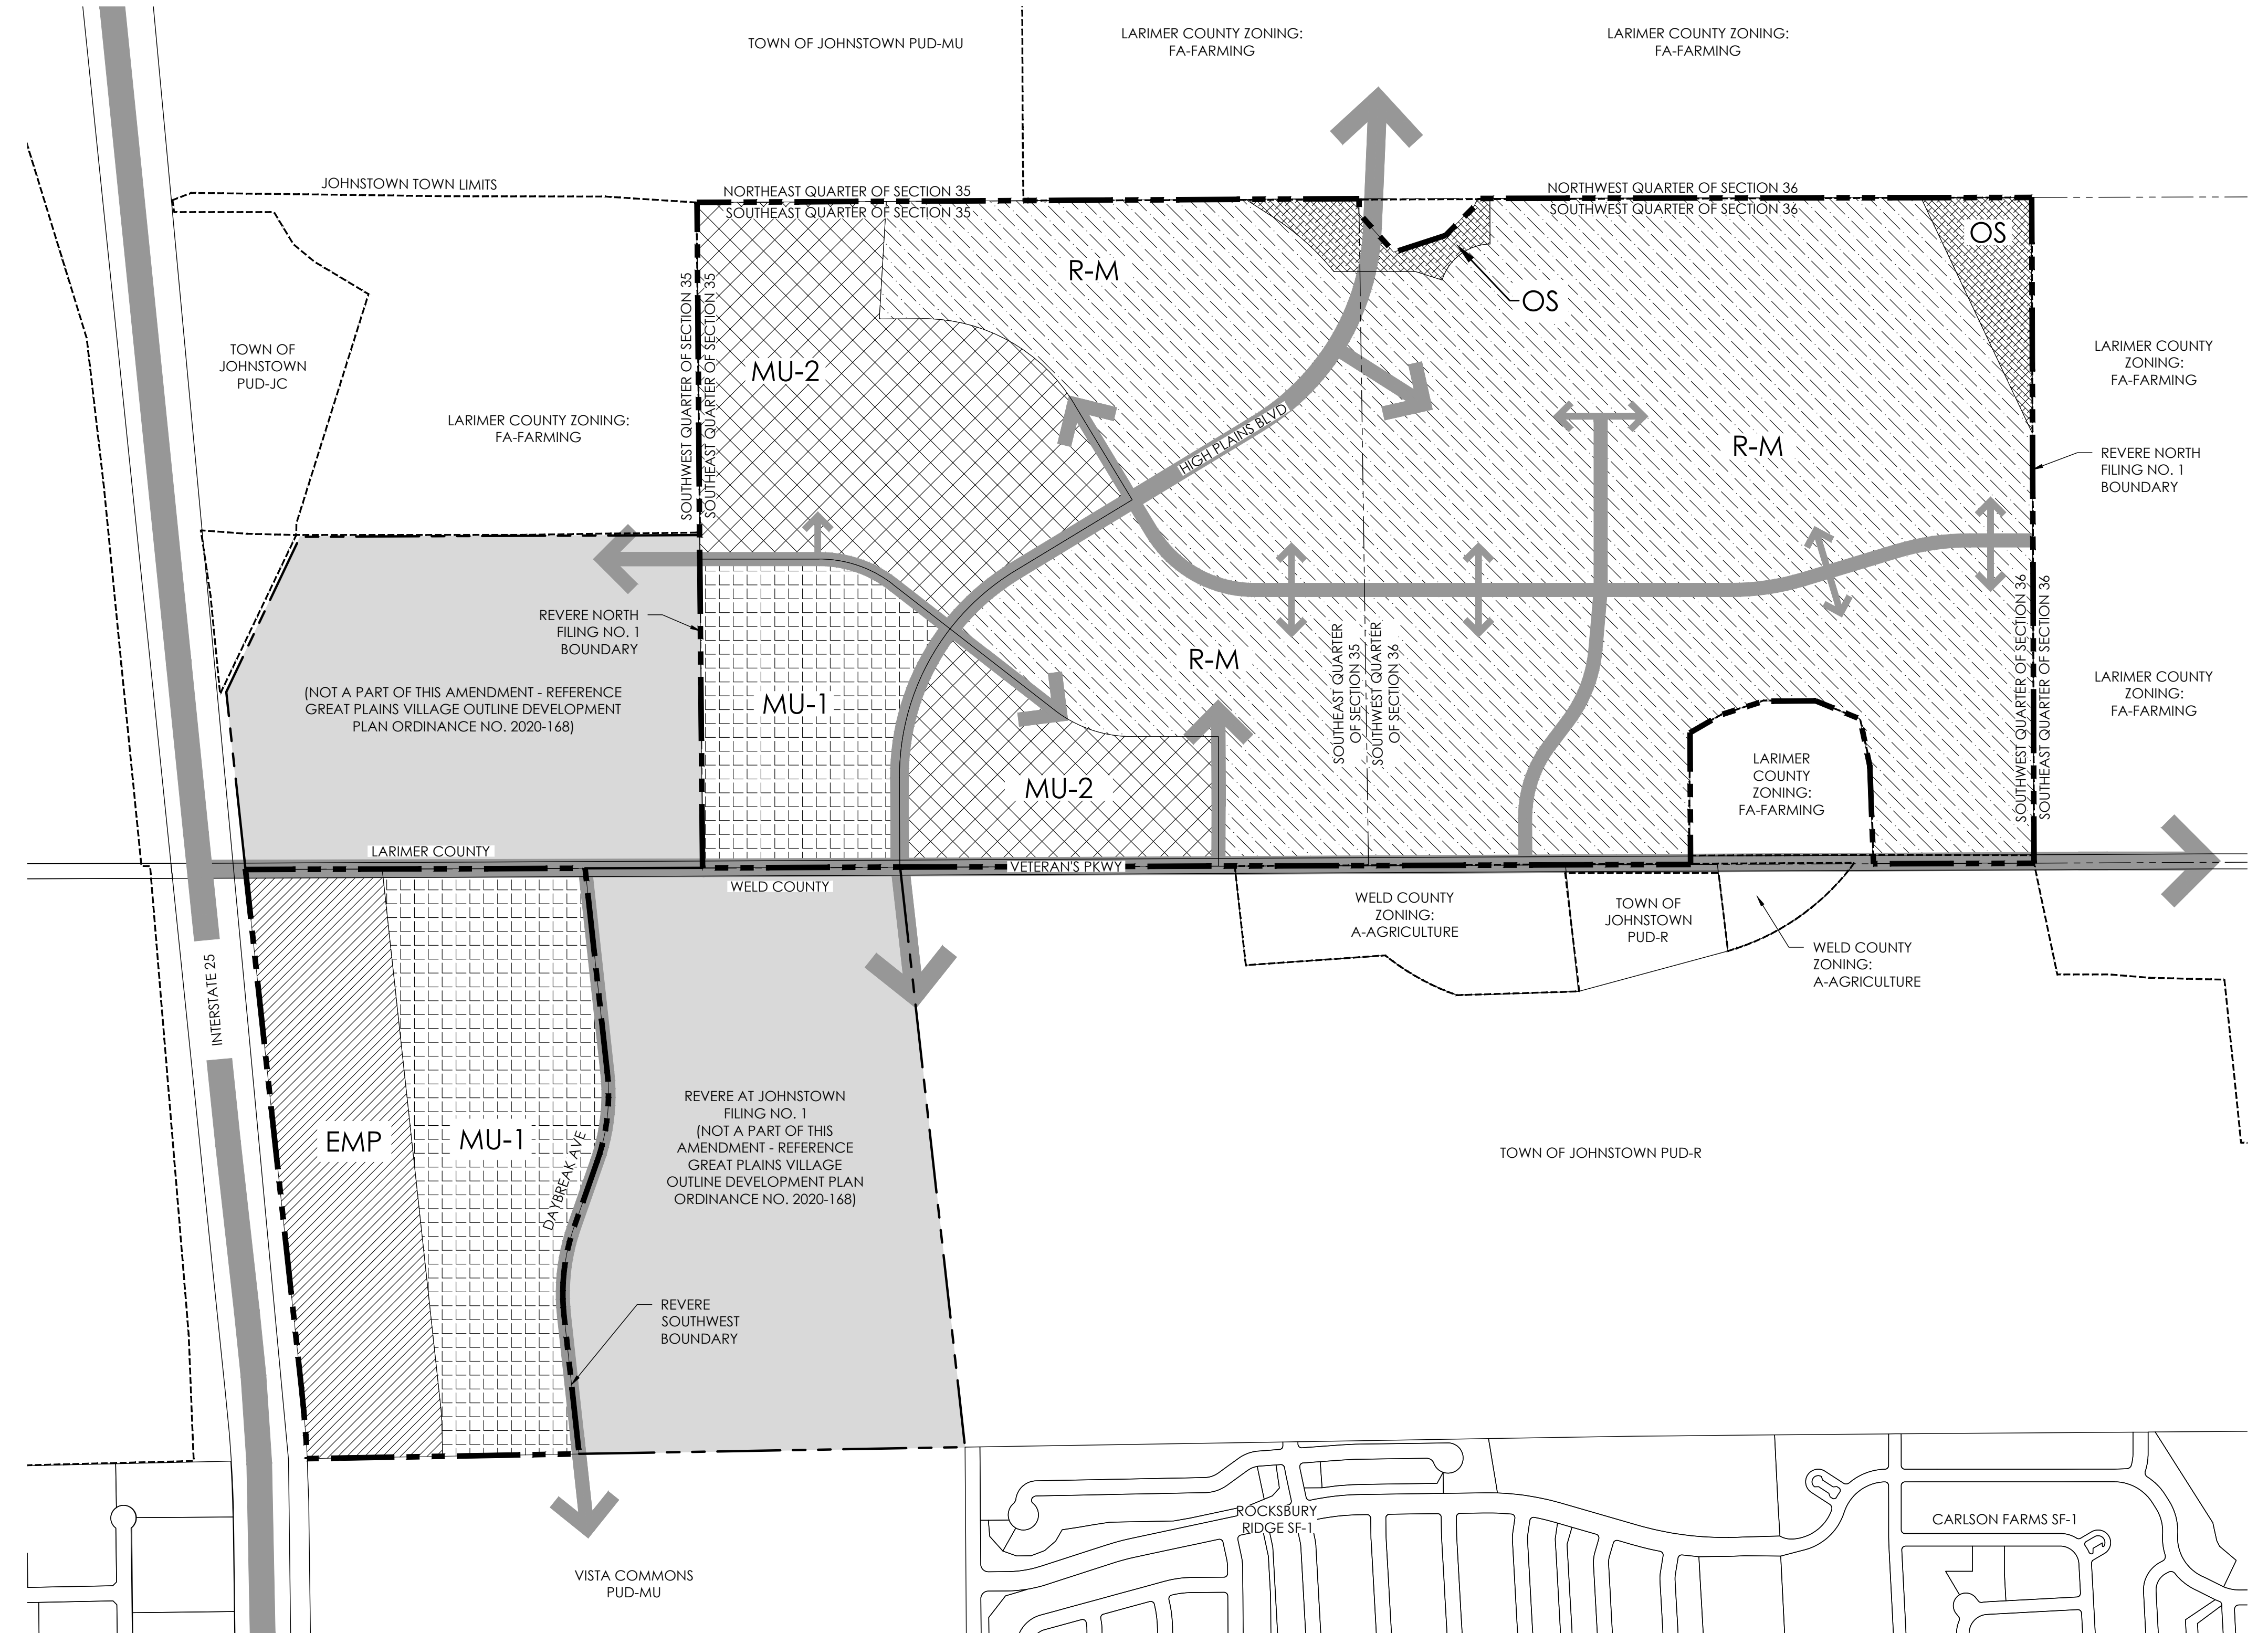 TOWN OF JOHNSTOWN PUD-MU
LARIMER COUNTY ZONING:
FA-FARMING
LARIMER COUNTY ZONING:
FA-FARMING
JOHNSTOWN TOWN LIMITS
NORTHEAST QUARTER OF SECTION 35
SOUTHEAST QUARTER OF SECTION 35
NORTHWEST QUARTER OF SECTION 36
SOUTHWEST QUARTER OF SECTION 36
OS
R-M
OS
TOWN OF
JOHNSTOWN
PUD-JC
LARIMER COUNTY ZONING:
FA-FARMING
SOUTHWEST QUARTER OF SECTION 35
SOUTHEAST QUARTER OF SECTION 35
MU-2
HIGH PLAINS BLVD
R-M
LARIMER COUNTY
ZONING:
FA-FARMING
REVERE NORTH
FILING NO. 1
BOUNDARY
REVERE NORTH
FILING NO. 1
BOUNDARY
(NOT A PART OF THIS AMENDMENT - REFERENCE
GREAT PLAINS VILLAGE OUTLINE DEVELOPMENT
PLAN ORDINANCE NO. 2020-168)
MU-1
R-M
SOUTHEAST QUARTER
OF SECTION 35
SOUTHWEST QUARTER
OF SECTION 36
MU-2
LARIMER
COUNTY
ZONING:
FA-FARMING
SOUTHWEST QUARTER OF SECTION 36
SOUTHEAST QUARTER OF SECTION 36
LARIMER COUNTY
ZONING:
FA-FARMING
LARIMER COUNTY
WELD COUNTY
VETERAN'S PKWY
WELD COUNTY
ZONING:
A-AGRICULTURE
TOWN OF
JOHNSTOWN
PUD-R
WELD COUNTY
ZONING:
A-AGRICULTURE
INTERSTATE 25
EMP
MU-1
DAYBREAK AVE
REVERE AT JOHNSTOWN
FILING NO. 1
(NOT A PART OF THIS
AMENDMENT - REFERENCE
GREAT PLAINS VILLAGE
OUTLINE DEVELOPMENT PLAN
ORDINANCE NO. 2020-168)
TOWN OF JOHNSTOWN PUD-R
REVERE
SOUTHWEST
BOUNDARY
ROCKSBURY
RIDGE SF-1
CARLSON FARMS SF-1
VISTA COMMONS
PUD-MU